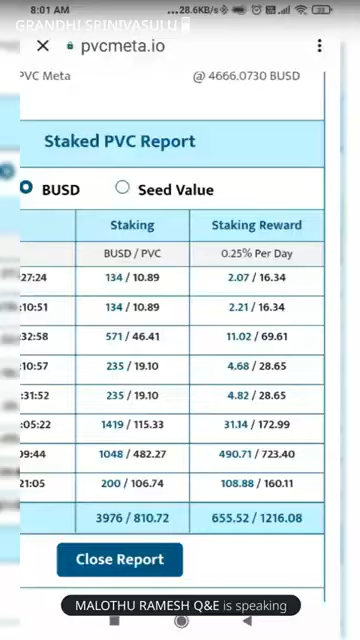 8:01 AM ...28.6KB/s
GRANDHI SRINIVASULU
pvcmeta.io
PVC Meta @ 4666.0730 BUSD
Staked PVC Report
BUSD Seed Value
Staking Staking Reward
BUSD / PVC 0.25% Per Day
:27:24 134 / 10.89 2.07 / 16.34
:10:51 134 / 10.89 2.21 / 16.34
:32:58 571 / 46.41 11.02 / 69.61
:10:57 235 / 19.10 4.68 / 28.65
:31:52 235 / 19.10 4.82 / 28.65
:05:22 1419 / 115.33 31.14 / 172.99
09:44 1048 / 482.27 490.71 / 723.40
21:05 200 / 106.74 108.88 / 160.11
3976 / 810.72 655.52 / 1216.08
Close Report
MALOTHU RAMESH Q&E is speaking